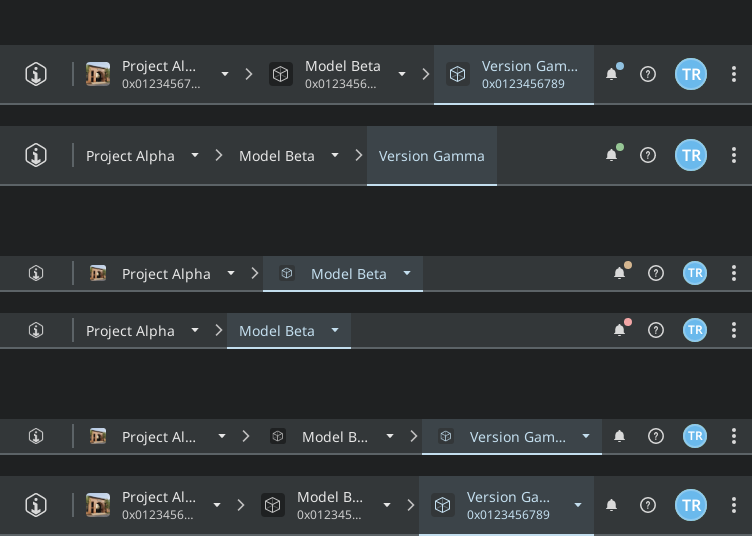 Project Al...
0x01234567...
Model Beta
0x0123456...
Version Gam...
0x0123456789
TR
Project Alpha
Model Beta
Version Gamma
TR
Project Alpha
Model Beta
TR
Project Alpha
Model Beta
TR
Project Al...
Model B...
Version Gam...
TR
Project Al...
0x0123456...
Model B...
0x012345...
Version Ga...
0x0123456789
TR